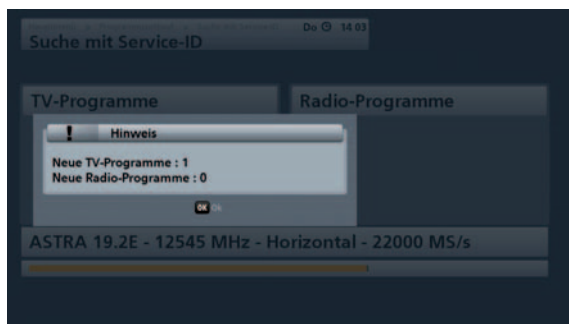 Do 14 03
Suche mit Service-ID
TV-Programme
Radio-Programme
! Hinweis
Neue TV-Programme : 1
Neue Radio-Programme : 0
OK Ok
ASTRA 19.2E - 12545 MHz - Horizontal - 22000 MS/s